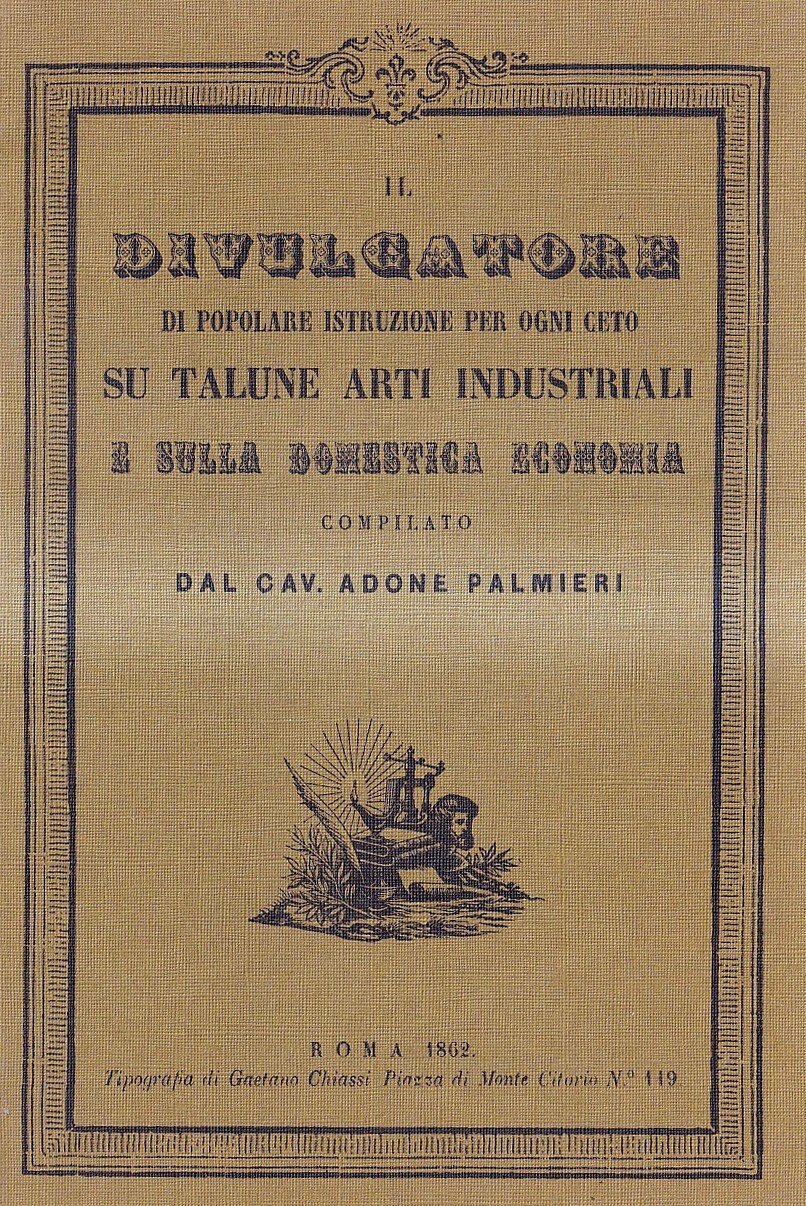 IL
DIVULGATORE
DI POPOLARE ISTRUZIONE PER OGNI CETO
SU TALUNE ARTI INDUSTRIALI
E SULLA DOMESTICA ECONOMIA
COMPILATO
DAL CAV. ADONE PALMIERI
ROMA 1862.
Tipografia di Gaetano Chiassi Piazza di Monte Citorio N.º 119